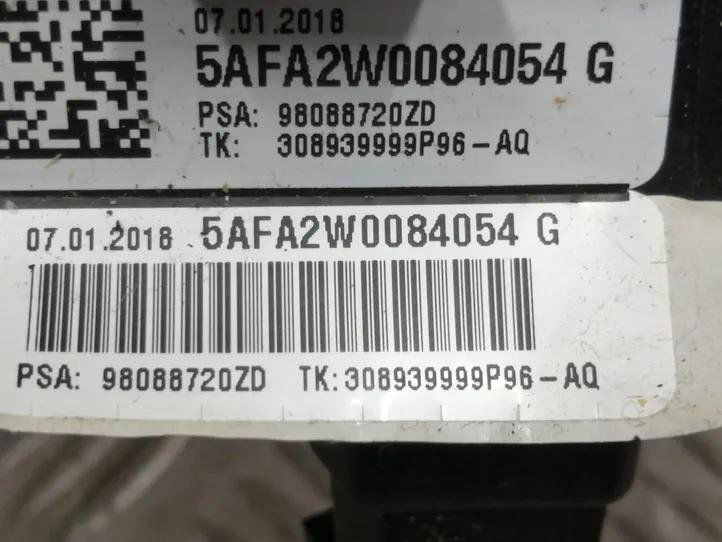 07.01.2018
5AFA2W0084054 G
PSA: 98088720ZD
TK: 308939999P96-AQ
07.01.2018 5AFA2W0084054 G
PSA: 98088720ZD TK:308939999P96-AQ